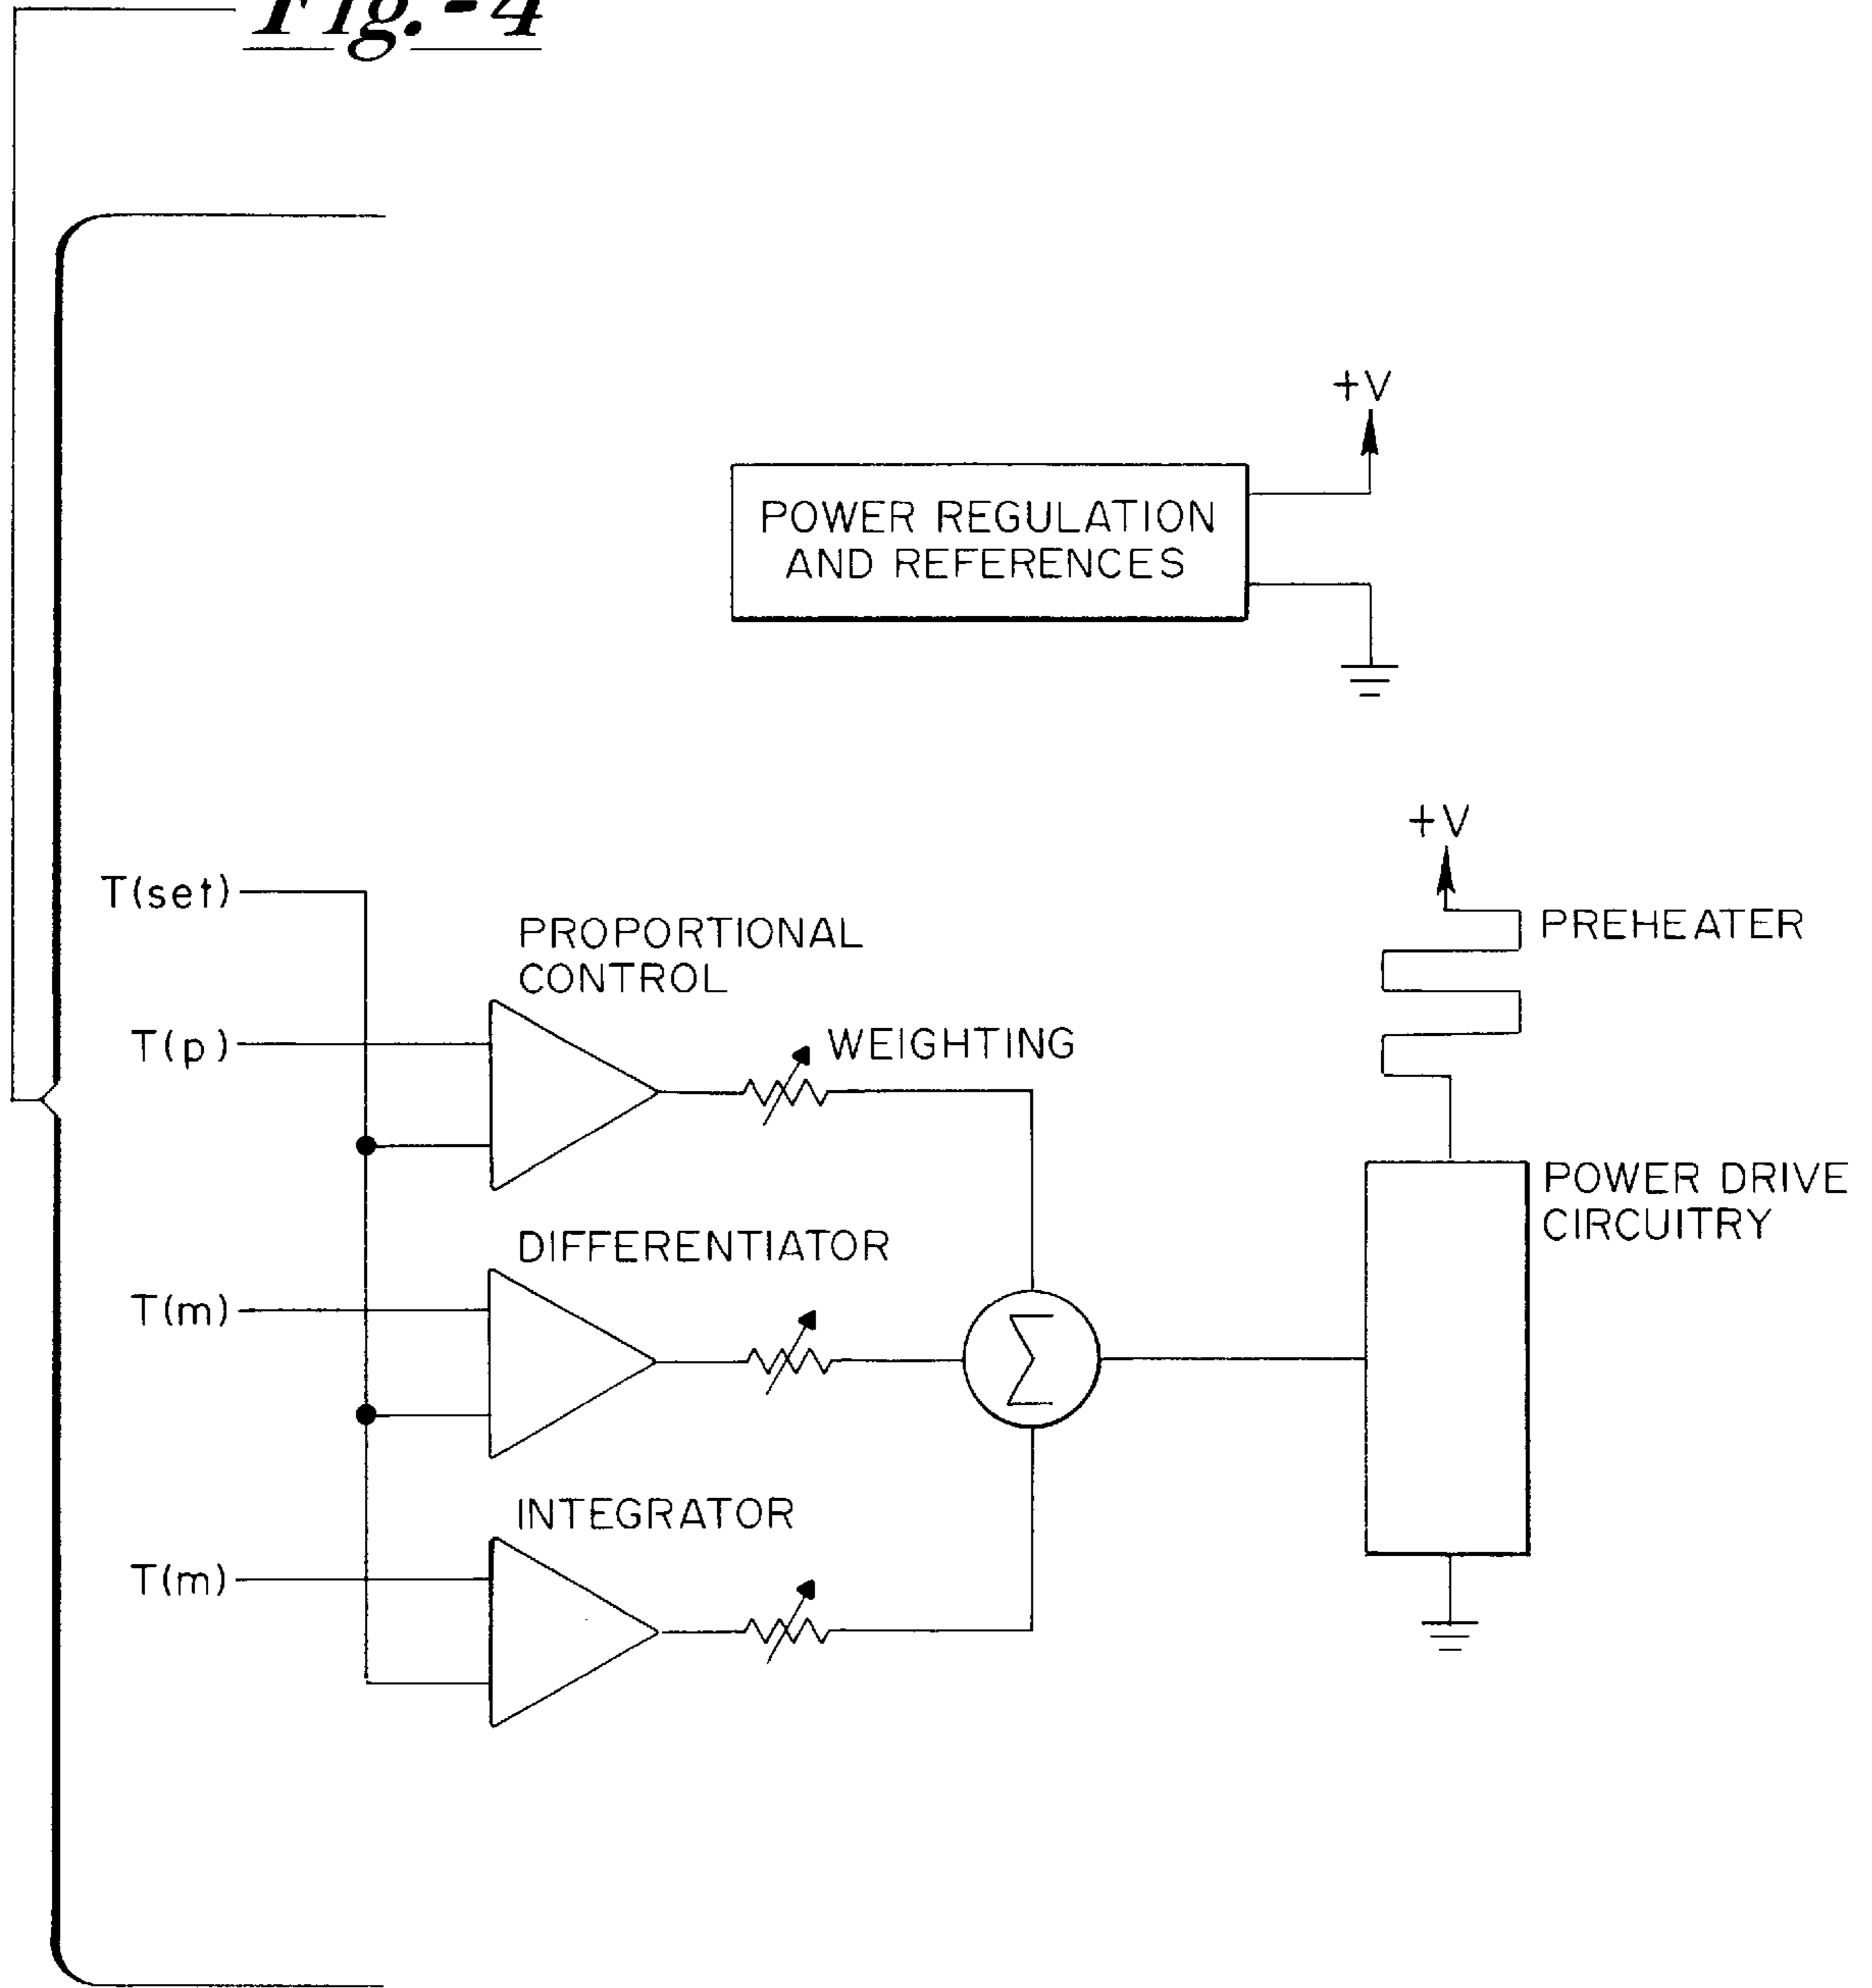 Fig.-4
+V
POWER REGULATION
AND REFERENCES
+V
T(set)
PREHEATER
PROPORTIONAL
CONTROL
T(p)
WEIGHTING
POWER DRIVE
CIRCUITRY
DIFFERENTIATOR
T(m)
Σ
INTEGRATOR
T(m)